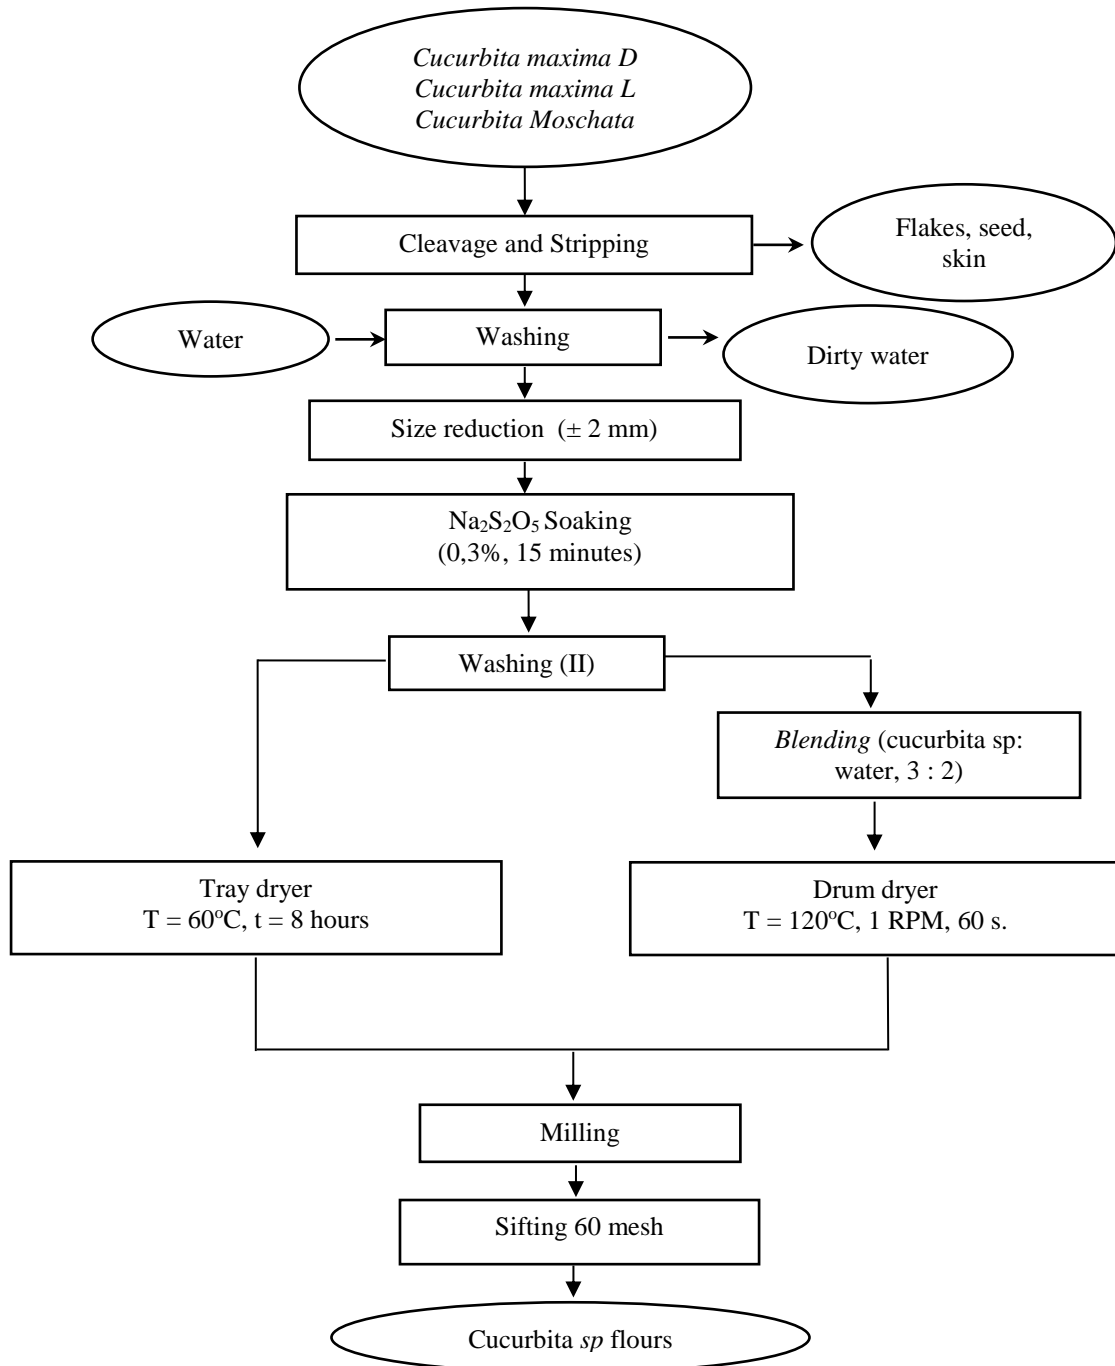 Cucurbita maxima D
Cucurbita maxima L
Cucurbita Moschata
Cleavage and Stripping
Flakes, seed,
skin
Water
Washing
Dirty water
Size reduction (± 2 mm)
Na₂S₂O₅ Soaking
(0,3%, 15 minutes)
Washing (II)
Blending (cucurbita sp:
water, 3 : 2)
Tray dryer
T = 60°C, t = 8 hours
Drum dryer
T = 120°C, 1 RPM, 60 s.
Milling
Sifting 60 mesh
Cucurbita sp flours